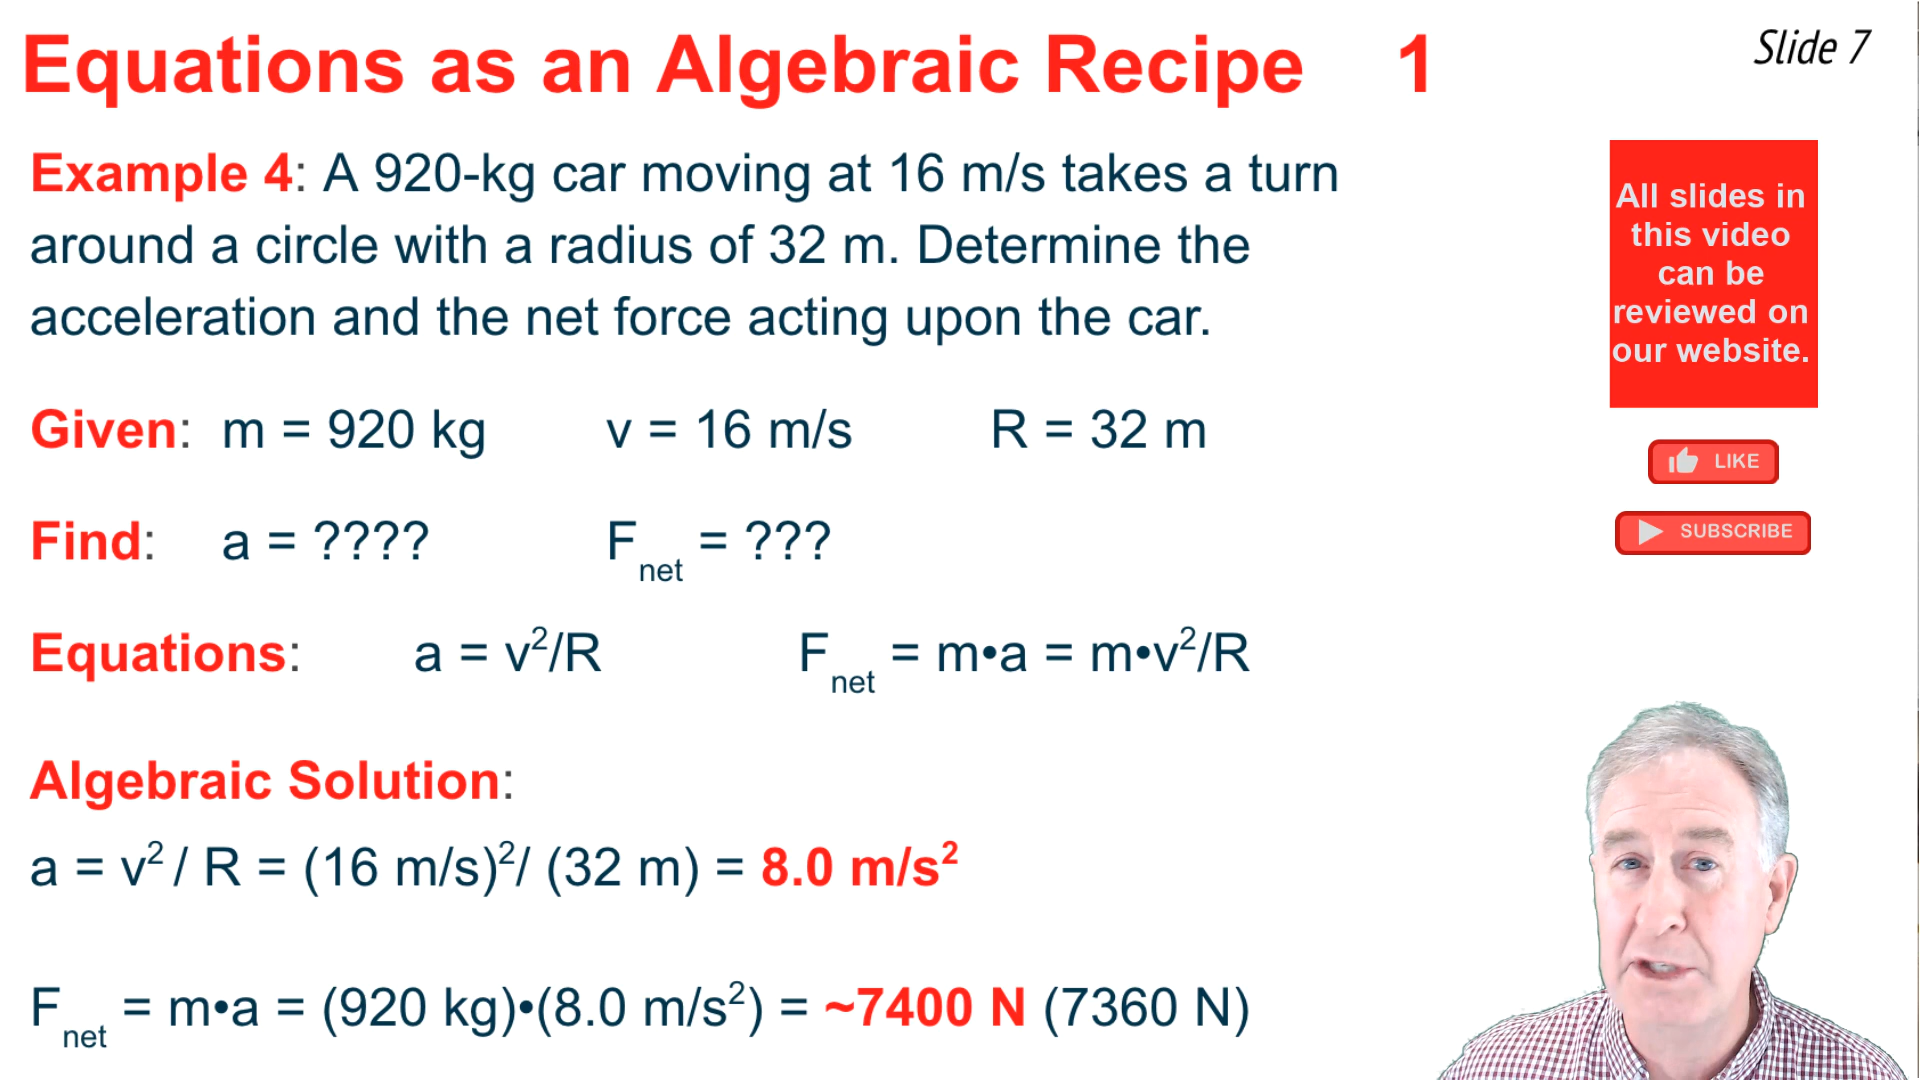 Equations as an Algebraic Recipe 1
Slide 7
Example 4: A 920-kg car moving at 16 m/s takes a turn
around a circle with a radius of 32 m. Determine the
acceleration and the net force acting upon the car.
Given: m = 920 kg v = 16 m/s R = 32 m
Find: a = ???? Fnet = ???
Equations: a = v²/R Fnet = m•a = m•v²/R
Algebraic Solution:
a = v² / R = (16 m/s)²/ (32 m) = 8.0 m/s²
Fnet = m•a = (920 kg)•(8.0 m/s²) = ~7400 N (7360 N)
All slides in
this video
can be
reviewed on
our website.
LIKE
SUBSCRIBE